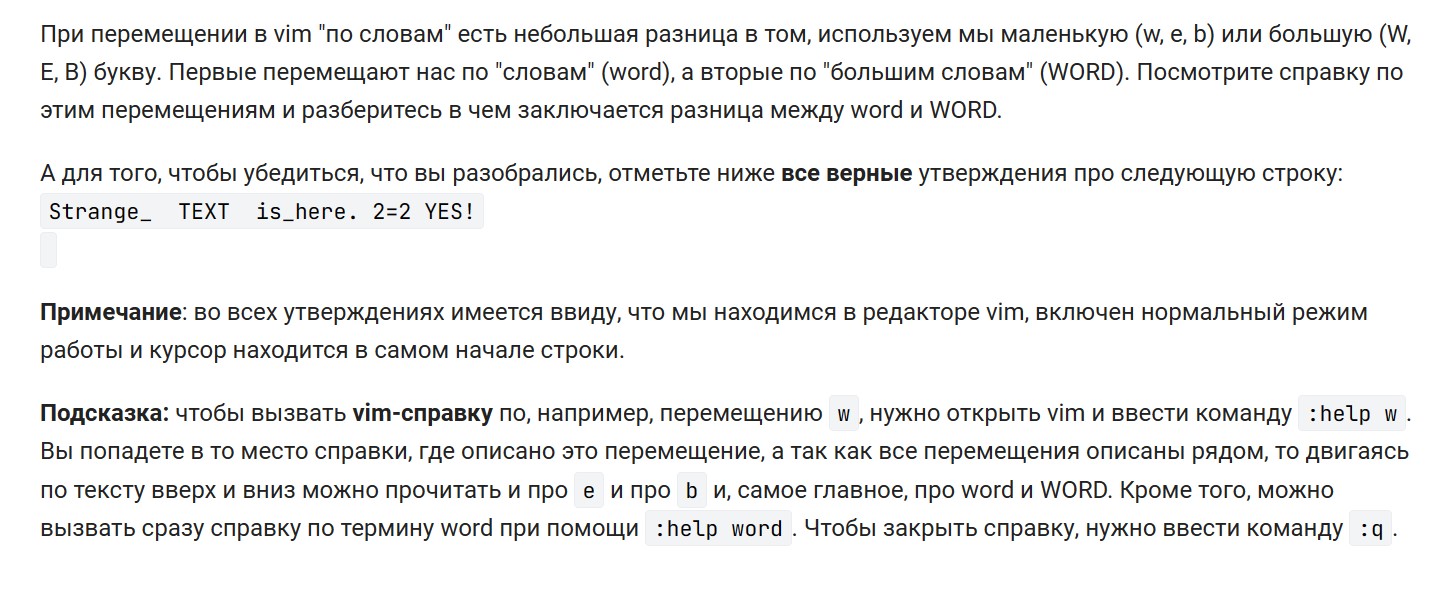 При перемещении в vim "по словам" есть небольшая разница в том, используем мы маленькую (w, e, b) или большую (W,
E, B) букву. Первые перемещают нас по "словам" (word), а вторые по "большим словам" (WORD). Посмотрите справку по
этим перемещениям и разберитесь в чем заключается разница между word и WORD.
А для того, чтобы убедиться, что вы разобрались, отметьте ниже все верные утверждения про следующую строку:
Strange_  TEXT  is_here. 2=2 YES!
Примечание: во всех утверждениях имеется ввиду, что мы находимся в редакторе vim, включен нормальный режим
работы и курсор находится в самом начале строки.
Подсказка: чтобы вызвать vim-справку по, например, перемещению w, нужно открыть vim и ввести команду :help w.
Вы попадете в то место справки, где описано это перемещение, а так как все перемещения описаны рядом, то двигаясь
по тексту вверх и вниз можно прочитать и про e и про b и, самое главное, про word и WORD. Кроме того, можно
вызвать сразу справку по термину word при помощи :help word. Чтобы закрыть справку, нужно ввести команду :q.